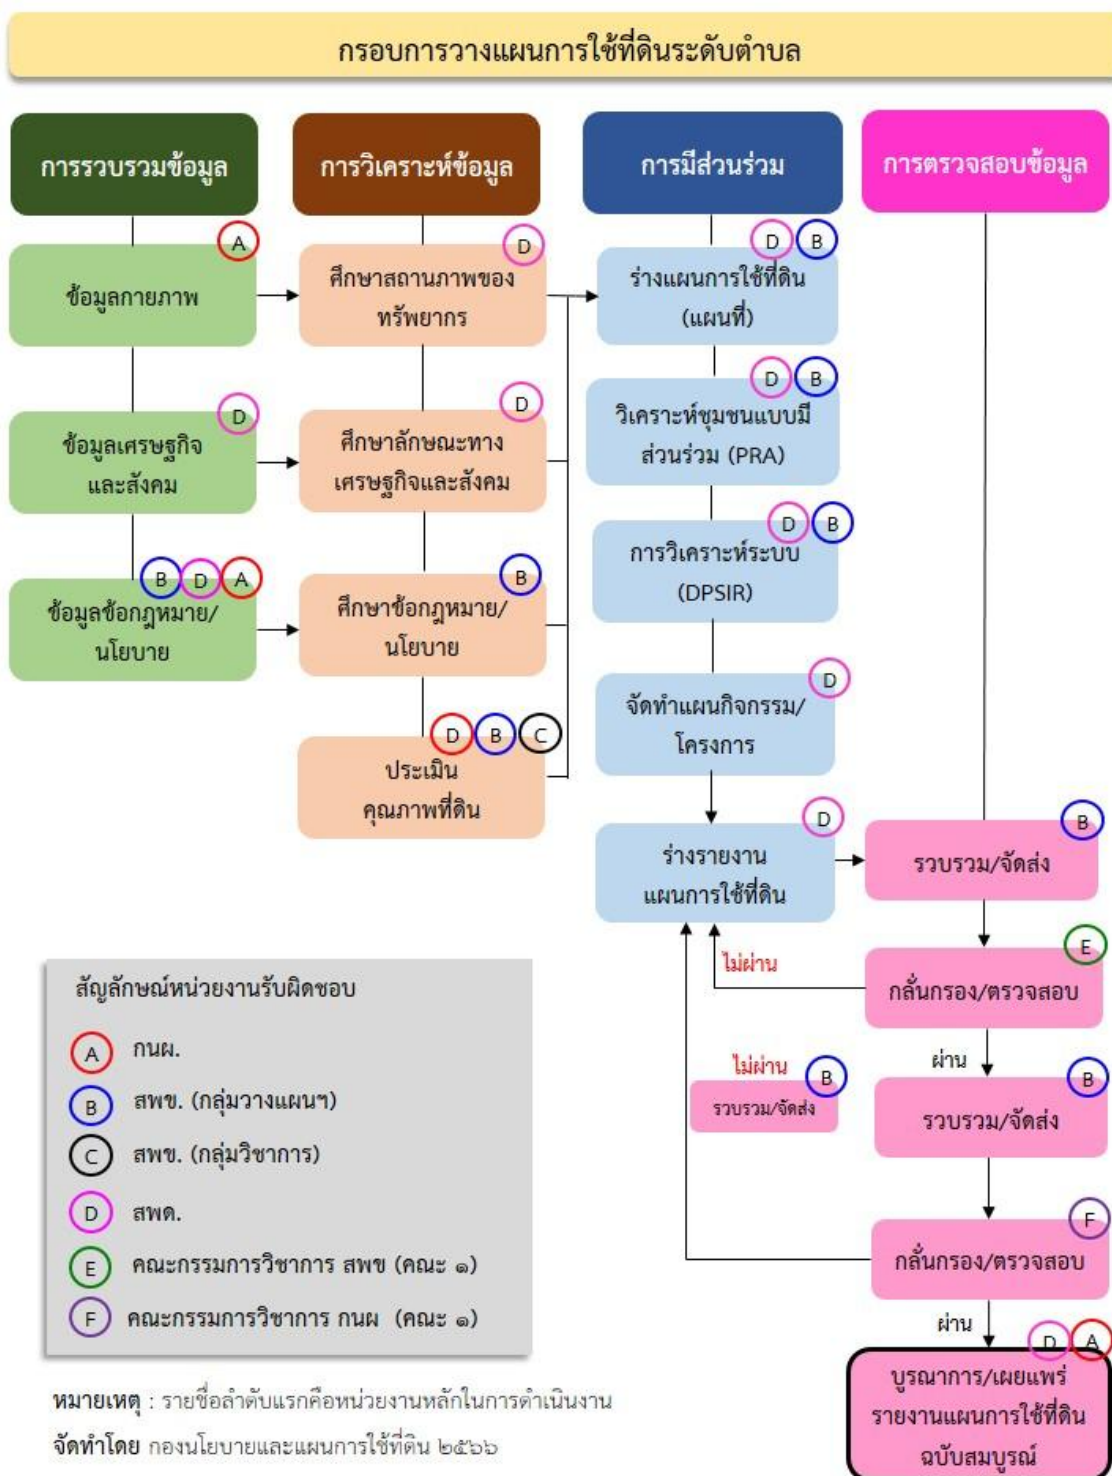 กรอบการวางแผนการใช้ที่ดินระดับตำบล
การรวบรวมข้อมูล
การวิเคราะห์ข้อมูล
การมีส่วนร่วม
การตรวจสอบข้อมูล
A
ข้อมูลกายภาพ
D
ศึกษาสถานภาพของ
ทรัพยากร
D B
ร่างแผนการใช้ที่ดิน
(แผนที่)
D
ข้อมูลเศรษฐกิจ
และสังคม
D
ศึกษาลักษณะทาง
เศรษฐกิจและสังคม
D B
วิเคราะห์ชุมชนแบบมี
ส่วนร่วม (PRA)
D B
การวิเคราะห์ระบบ
(DPSIR)
B D A
ข้อมูลข้อกฎหมาย/
นโยบาย
B
ศึกษาข้อกฎหมาย/
นโยบาย
D
จัดทำแผนกิจกรรม/
โครงการ
D B C
ประเมิน
คุณภาพที่ดิน
D
ร่างรายงาน
แผนการใช้ที่ดิน
B
รวบรวม/จัดส่ง
ไม่ผ่าน
E
กลั่นกรอง/ตรวจสอบ
ผ่าน
ไม่ผ่าน
B
รวบรวม/จัดส่ง
B
รวบรวม/จัดส่ง
F
กลั่นกรอง/ตรวจสอบ
ผ่าน
D A
บูรณาการ/เผยแพร่
รายงานแผนการใช้ที่ดิน
ฉบับสมบูรณ์
สัญลักษณ์หน่วยงานรับผิดชอบ
A กนผ.
B สพข. (กลุ่มวางแผนฯ)
C สพข. (กลุ่มวิชาการ)
D สพด.
E คณะกรรมการวิชาการ สพข (คณะ ๑)
F คณะกรรมการวิชาการ กนผ (คณะ ๑)
หมายเหตุ : รายชื่อลำดับแรกคือหน่วยงานหลักในการดำเนินงาน
จัดทำโดย กองนโยบายและแผนการใช้ที่ดิน ๒๕๖๖